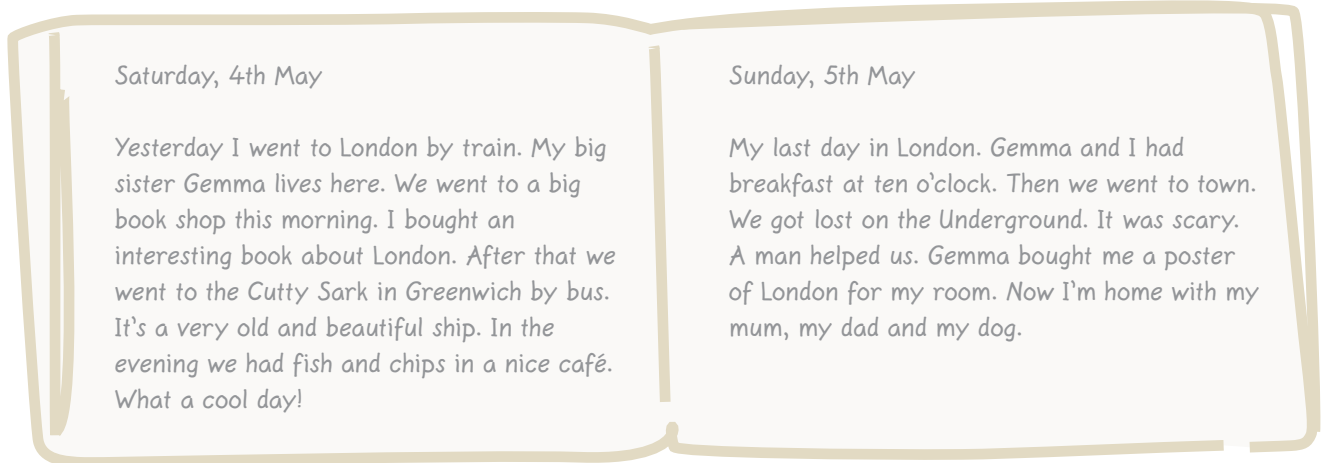 Saturday, 4th May
Yesterday I went to London by train. My big
sister Gemma lives here. We went to a big
book shop this morning. I bought an
interesting book about London. After that we
went to the Cutty Sark in Greenwich by bus.
It's a very old and beautiful ship. In the
evening we had fish and chips in a nice café.
What a cool day!
Sunday, 5th May
My last day in London. Gemma and I had
breakfast at ten o'clock. Then we went to town.
We got lost on the Underground. It was scary.
A man helped us. Gemma bought me a poster
of London for my room. Now I'm home with my
mum, my dad and my dog.